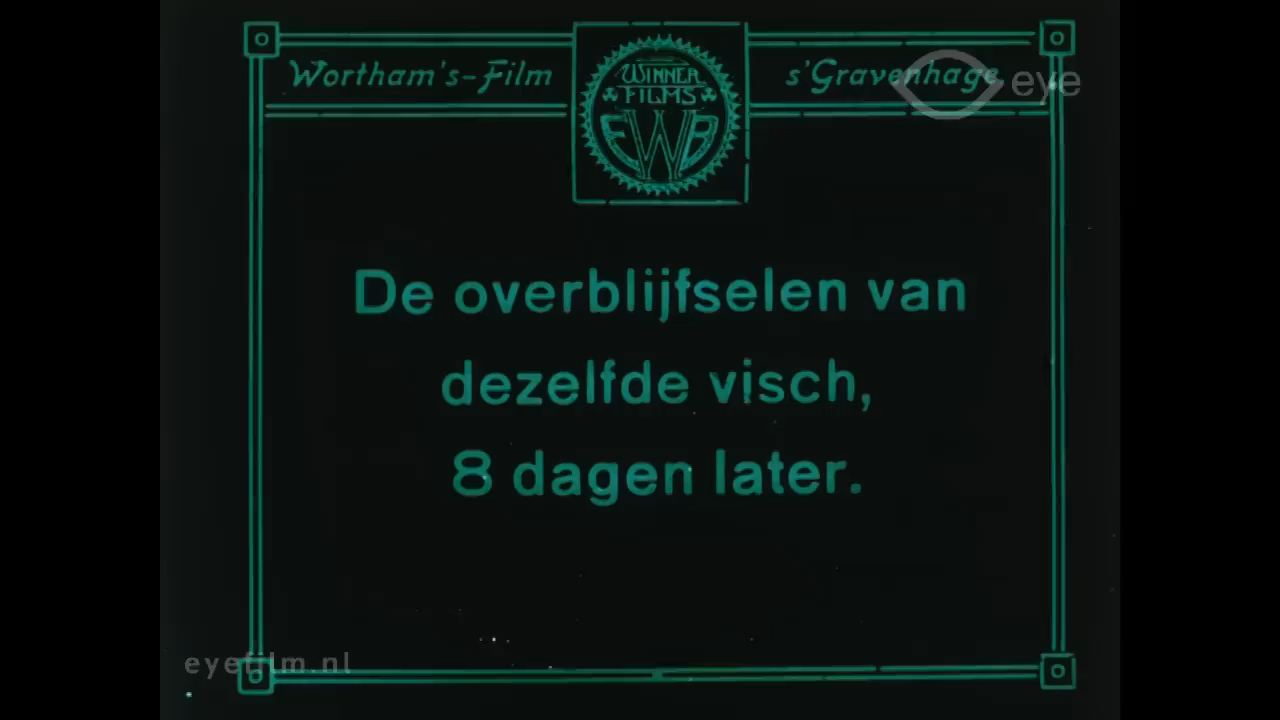 Wortham's-Film
WINNER
FILMS
EWB
s'Gravenhage
eye
De overblijfselen van
dezelfde visch,
8 dagen later.
eyefilm.nl